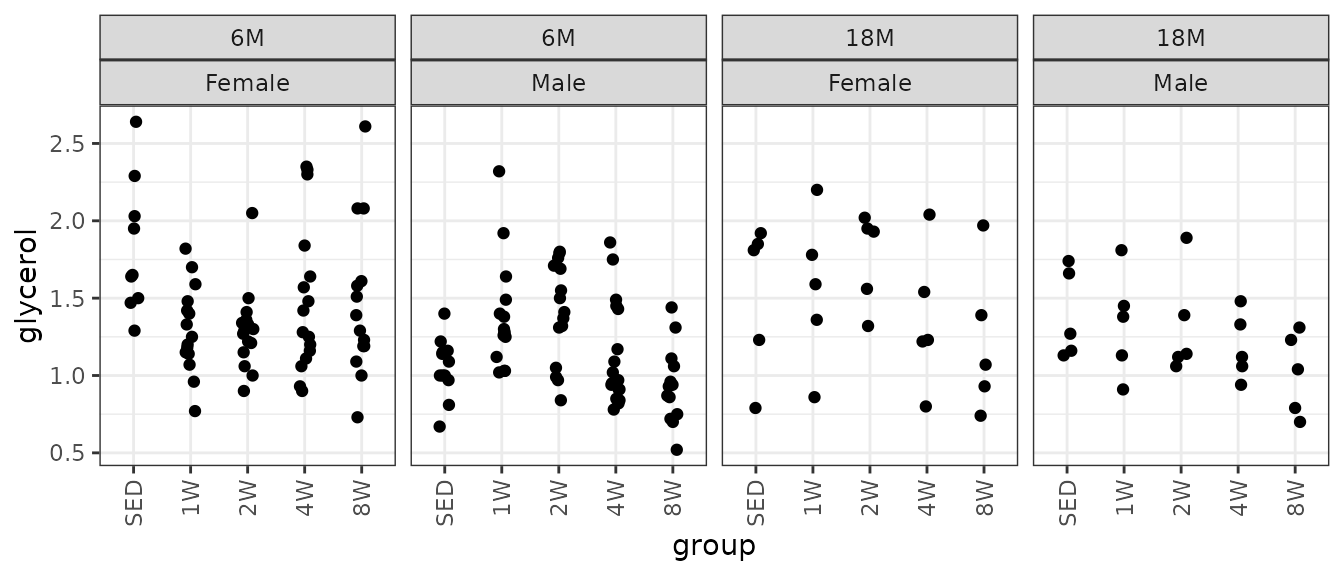 6M 6M 18M 18M
Female Male Female Male
glycerol
2.5
2.0
1.5
1.0
0.5
SED 1W 2W 4W 8W SED 1W 2W 4W 8W SED 1W 2W 4W 8W SED 1W 2W 4W 8W
group